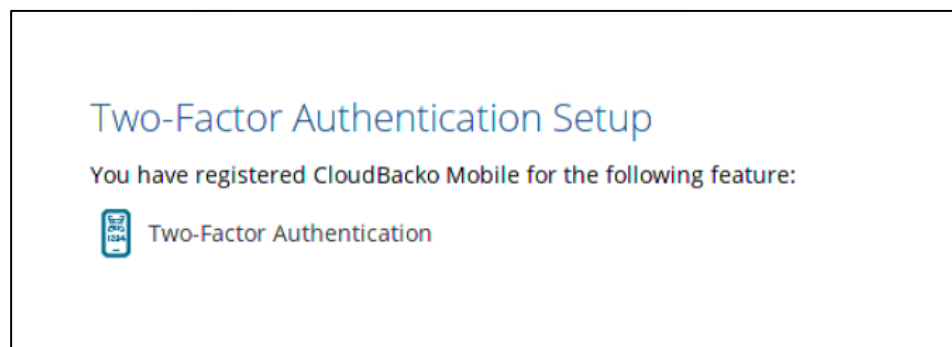 Two-Factor Authentication Setup
You have registered CloudBacko Mobile for the following feature:
Two-Factor Authentication